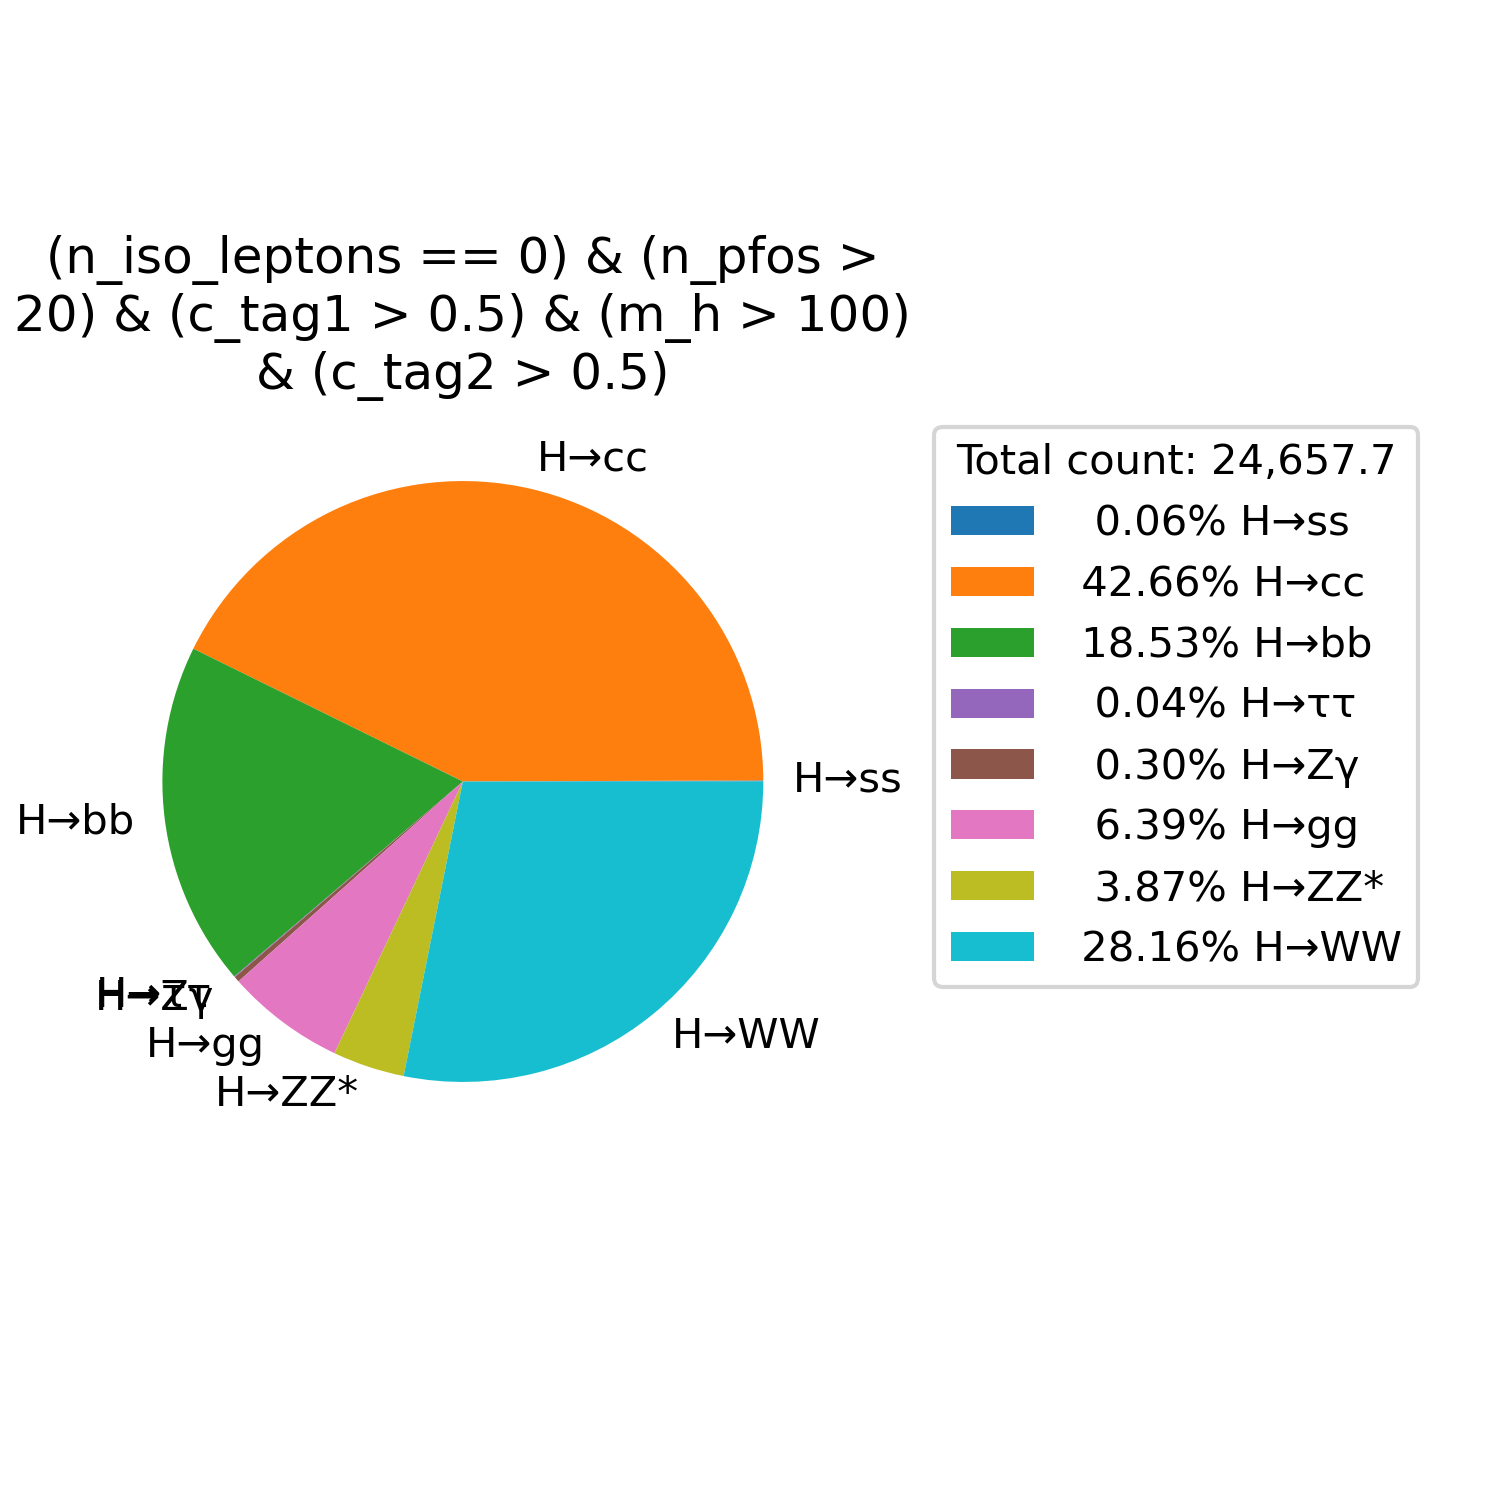 (n_iso_leptons == 0) & (n_pfos >
20) & (c_tag1 > 0.5) & (m_h > 100)
& (c_tag2 > 0.5)
H→cc
H→ss
H→bb
H→ττ
H→Zγ
H→gg
H→ZZ*
H→WW
Total count: 24,657.7
0.06% H→ss
42.66% H→cc
18.53% H→bb
0.04% H→ττ
0.30% H→Zγ
6.39% H→gg
3.87% H→ZZ*
28.16% H→WW